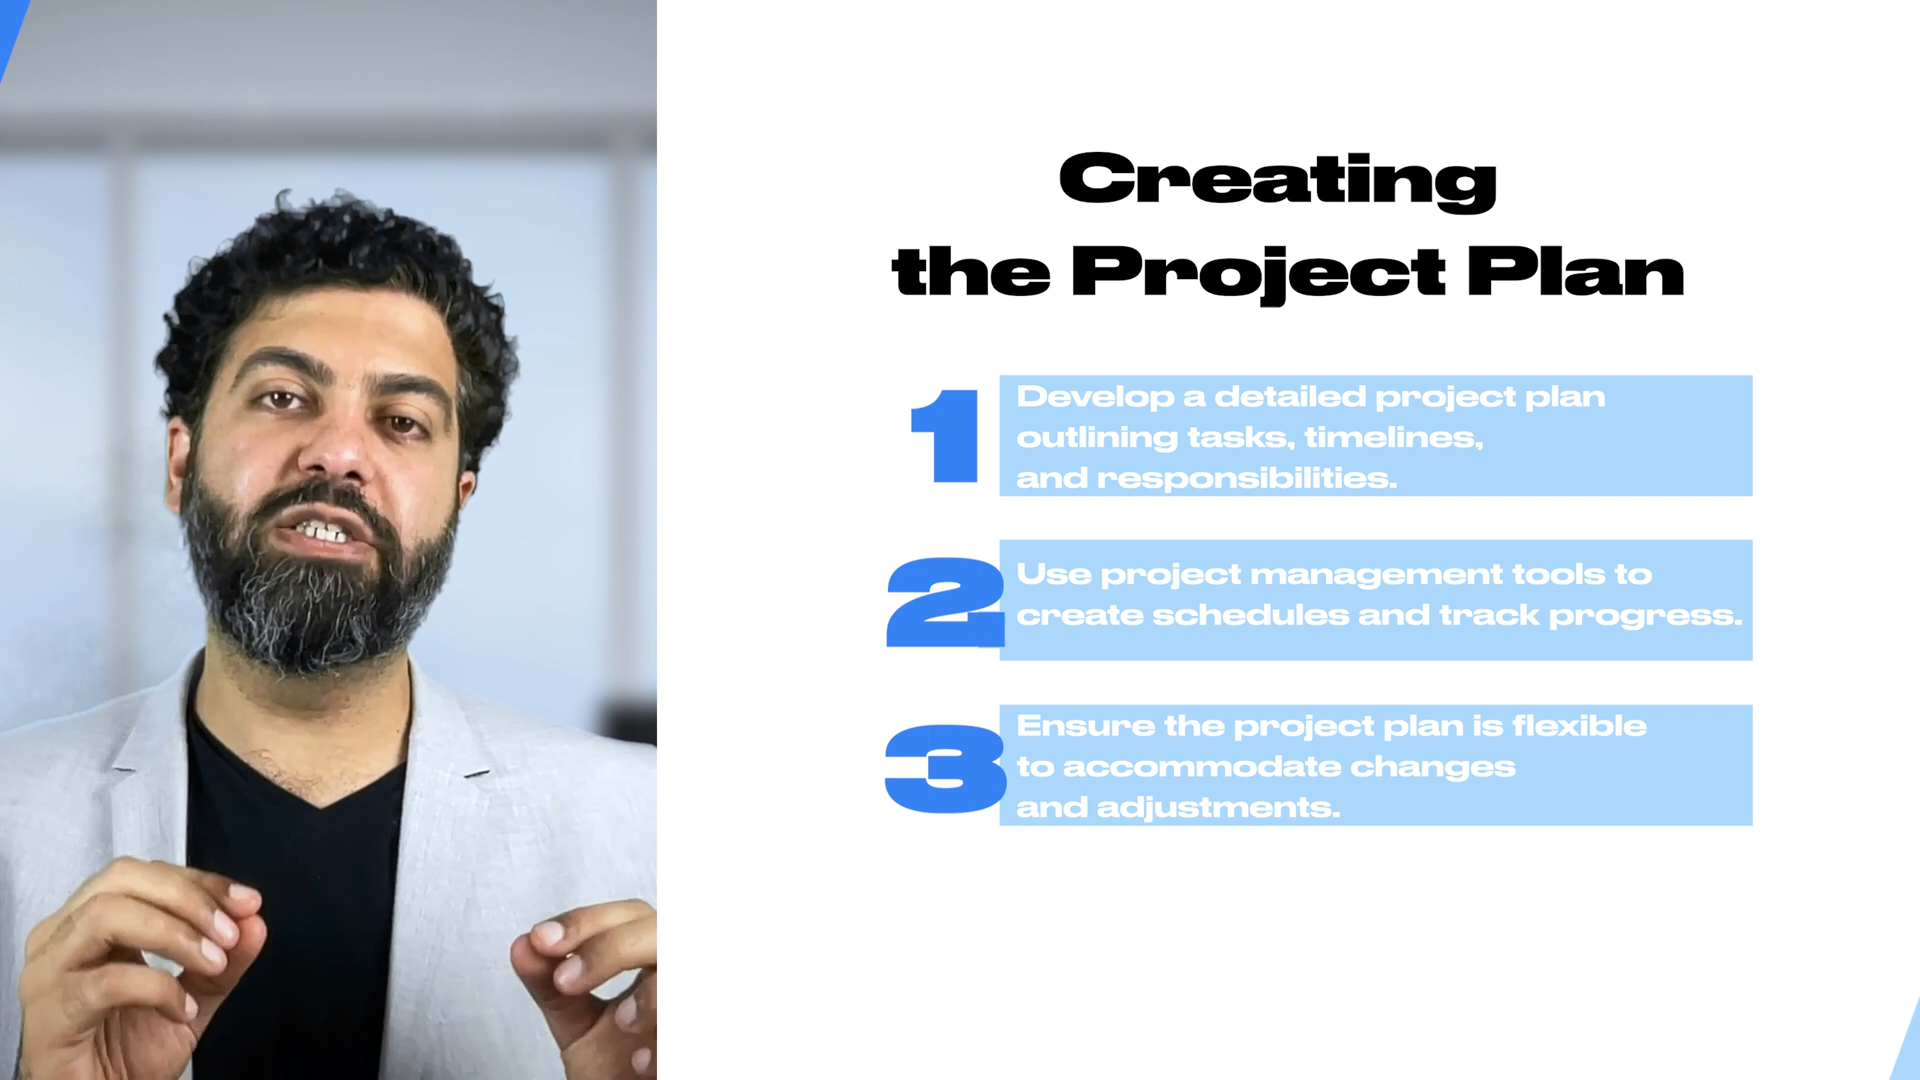 Creating
the Project Plan
1
Develop a detailed project plan
outlining tasks, timelines,
and responsibilities.
2
Use project management tools to
create schedules and track progress.
3
Ensure the project plan is flexible
to accommodate changes
and adjustments.